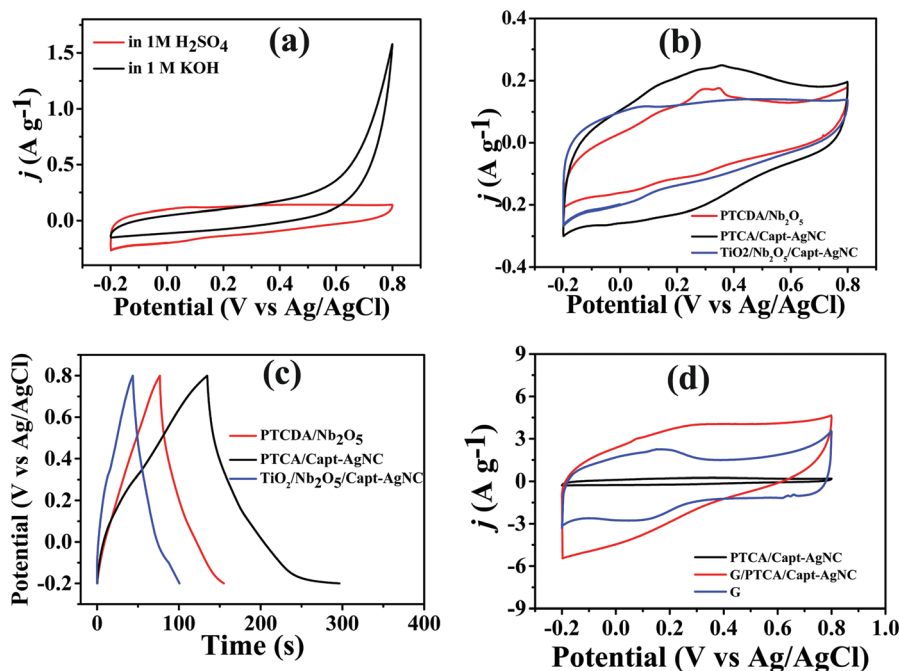 (a)
in 1M H₂SO₄
in 1 M KOH
j (A g⁻¹)
1.5
1.0
0.5
0.0
-0.2 0.0 0.2 0.4 0.6 0.8
Potential (V vs Ag/AgCl)
(b)
j (A g⁻¹)
0.4
0.2
0.0
-0.2
-0.4
PTCDA/Nb₂O₅
PTCA/Capt-AgNC
TiO2/Nb₂O₅/Capt-AgNC
-0.2 0.0 0.2 0.4 0.6 0.8
Potential (V vs Ag/AgCl)
(c)
Potential (V vs Ag/AgCl)
0.8
0.6
0.4
0.2
0.0
-0.2
PTCDA/Nb₂O₅
PTCA/Capt-AgNC
TiO₂/Nb₂O₅/Capt-AgNC
0 100 200 300 400
Time (s)
(d)
j (A g⁻¹)
9
6
3
0
-3
-6
-9
PTCA/Capt-AgNC
G/PTCA/Capt-AgNC
G
-0.2 0.0 0.2 0.4 0.6 0.8 1.0
Potential (V vs Ag/AgCl)